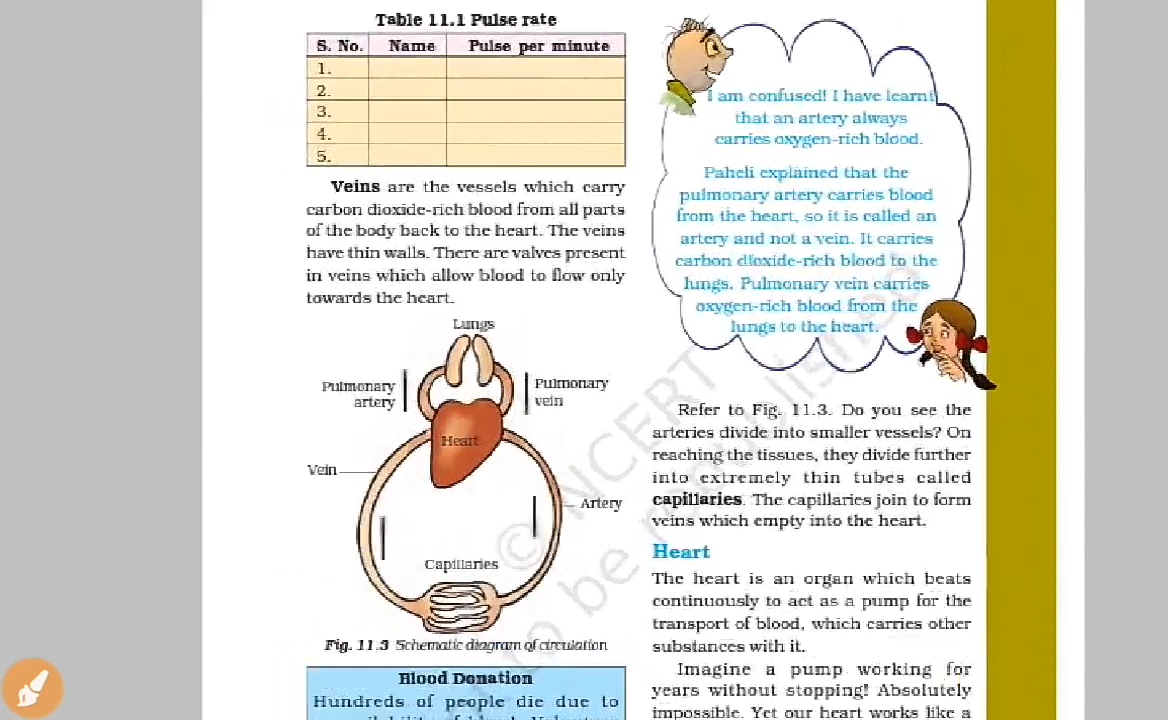 Table 11.1 Pulse rate
S. No. Name Pulse per minute
1.
2.
3.
4.
5.
Veins are the vessels which carry
carbon dioxide-rich blood from all parts
of the body back to the heart. The veins
have thin walls. There are valves present
in veins which allow blood to flow only
towards the heart.
Lungs
Pulmonary
artery
Pulmonary
vein
Heart
Vein
Artery
Capillaries
Fig. 11.3 Schematic diagram of circulation
Blood Donation
Hundreds of people die due to
I am confused! I have learnt
that an artery always
carries oxygen-rich blood.
Paheli explained that the
pulmonary artery carries blood
from the heart, so it is called an
artery and not a vein. It carries
carbon dioxide-rich blood to the
lungs. Pulmonary vein carries
oxygen-rich blood from the
lungs to the heart.
Refer to Fig. 11.3. Do you see the
arteries divide into smaller vessels? On
reaching the tissues, they divide further
into extremely thin tubes called
capillaries. The capillaries join to form
veins which empty into the heart.
Heart
The heart is an organ which beats
continuously to act as a pump for the
transport of blood, which carries other
substances with it.
Imagine a pump working for
years without stopping! Absolutely
impossible. Yet our heart works like a
© NCERT
to be republished